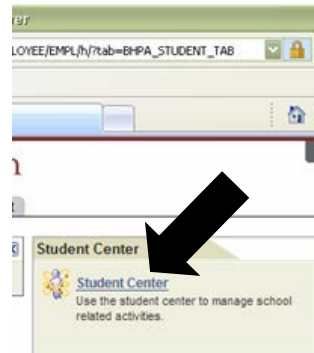 LOYEE/EMPL/h/?tab=BHPA_STUDENT_TAB
Student Center
Student Center
Use the student center to manage school
related activities.